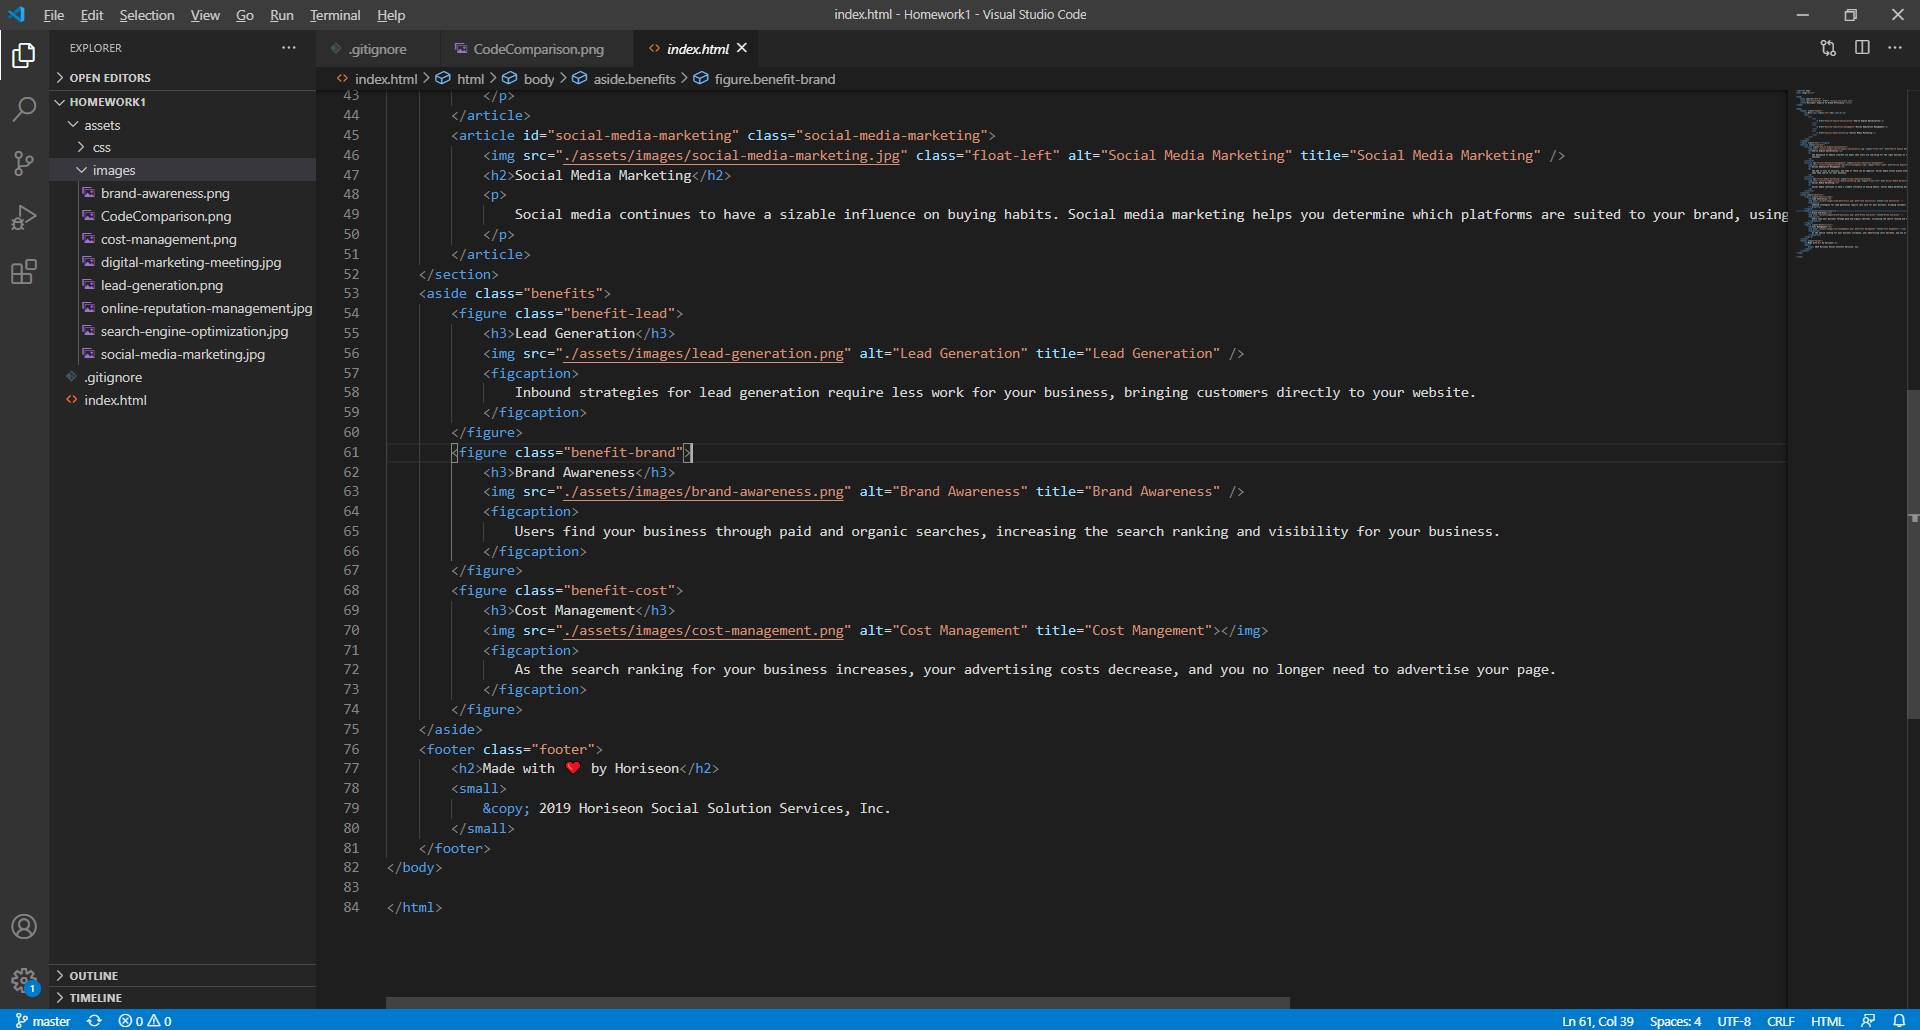 File Edit Selection View Go Run Terminal Help
index.html - Homework1 - Visual Studio Code
EXPLORER
OPEN EDITORS
HOMEWORK1
assets
css
images
brand-awareness.png
CodeComparison.png
cost-management.png
digital-marketing-meeting.jpg
lead-generation.png
online-reputation-management.jpg
search-engine-optimization.jpg
social-media-marketing.jpg
.gitignore
index.html
OUTLINE
TIMELINE
.gitignore CodeComparison.png index.html
index.html > html > body > aside.benefits > figure.benefit-brand
43 </p>
44 </article>
45 <article id="social-media-marketing" class="social-media-marketing">
46 <img src="./assets/images/social-media-marketing.jpg" class="float-left" alt="Social Media Marketing" title="Social Media Marketing" />
47 <h2>Social Media Marketing</h2>
48 <p>
49 Social media continues to have a sizable influence on buying habits. Social media marketing helps you determine which platforms are suited to your brand, using
50 </p>
51 </article>
52 </section>
53 <aside class="benefits">
54 <figure class="benefit-lead">
55 <h3>Lead Generation</h3>
56 <img src="./assets/images/lead-generation.png" alt="Lead Generation" title="Lead Generation" />
57 <figcaption>
58 Inbound strategies for lead generation require less work for your business, bringing customers directly to your website.
59 </figcaption>
60 </figure>
61 <figure class="benefit-brand">
62 <h3>Brand Awareness</h3>
63 <img src="./assets/images/brand-awareness.png" alt="Brand Awareness" title="Brand Awareness" />
64 <figcaption>
65 Users find your business through paid and organic searches, increasing the search ranking and visibility for your business.
66 </figcaption>
67 </figure>
68 <figure class="benefit-cost">
69 <h3>Cost Management</h3>
70 <img src="./assets/images/cost-management.png" alt="Cost Management" title="Cost Mangement"></img>
71 <figcaption>
72 As the search ranking for your business increases, your advertising costs decrease, and you no longer need to advertise your page.
73 </figcaption>
74 </figure>
75 </aside>
76 <footer class="footer">
77 <h2>Made with ❤️ by Horiseon</h2>
78 <small>
79 &copy; 2019 Horiseon Social Solution Services, Inc.
80 </small>
81 </footer>
82 </body>
83
84 </html>
1
master 0 0 Ln 61, Col 39 Spaces: 4 UTF-8 CRLF HTML